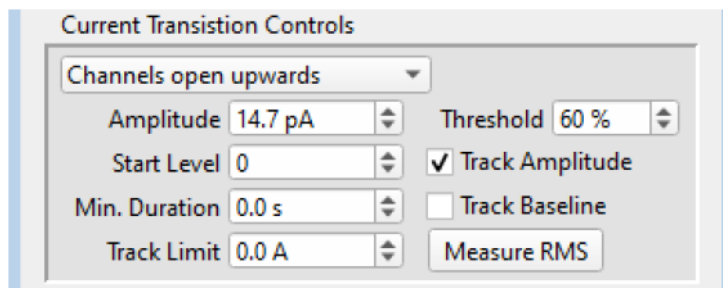 Current Transistion Controls
Channels open upwards
Amplitude 14.7 pA Threshold 60 %
Start Level 0 Track Amplitude
Min. Duration 0.0 s Track Baseline
Track Limit 0.0 A Measure RMS